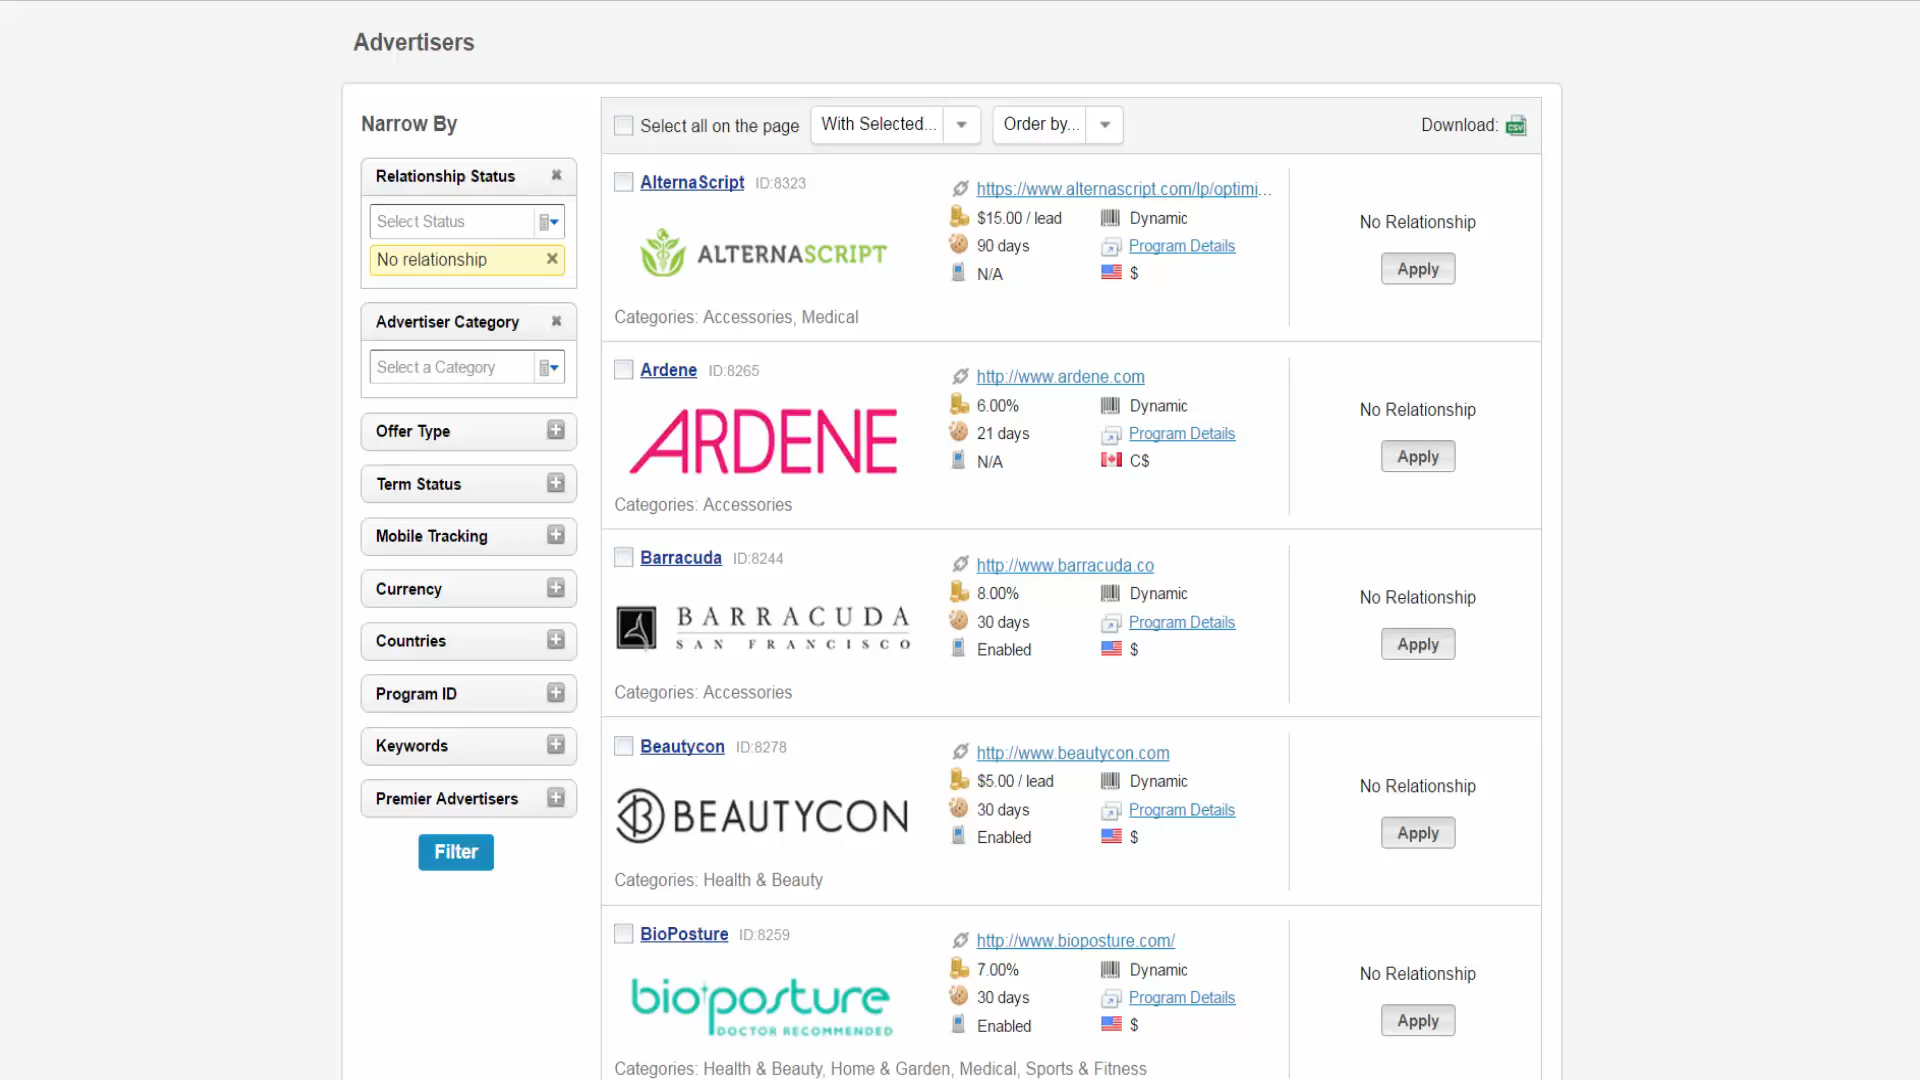 Advertisers
Narrow By
Relationship Status
Select Status
No relationship
Advertiser Category
Select a Category
Offer Type
Term Status
Mobile Tracking
Currency
Countries
Program ID
Keywords
Premier Advertisers
Filter
Select all on the page
With Selected...
Order by...
Download: CSV
AlternaScript ID:8323
ALTERNASCRIPT
https://www.alternascript.com/lp/optimi...
$15.00 / lead Dynamic
90 days Program Details
N/A $
No Relationship
Apply
Categories: Accessories, Medical
Ardene ID:8265
ARDENE
http://www.ardene.com
6.00% Dynamic
21 days Program Details
N/A C$
No Relationship
Apply
Categories: Accessories
Barracuda ID:8244
BARRACUDA
SAN FRANCISCO
http://www.barracuda.co
8.00% Dynamic
30 days Program Details
Enabled $
No Relationship
Apply
Categories: Accessories
Beautycon ID:8278
BEAUTYCON
http://www.beautycon.com
$5.00 / lead Dynamic
30 days Program Details
Enabled $
No Relationship
Apply
Categories: Health & Beauty
BioPosture ID:8259
bioposture
DOCTOR RECOMMENDED
http://www.bioposture.com/
7.00% Dynamic
30 days Program Details
Enabled $
No Relationship
Apply
Categories: Health & Beauty, Home & Garden, Medical, Sports & Fitness